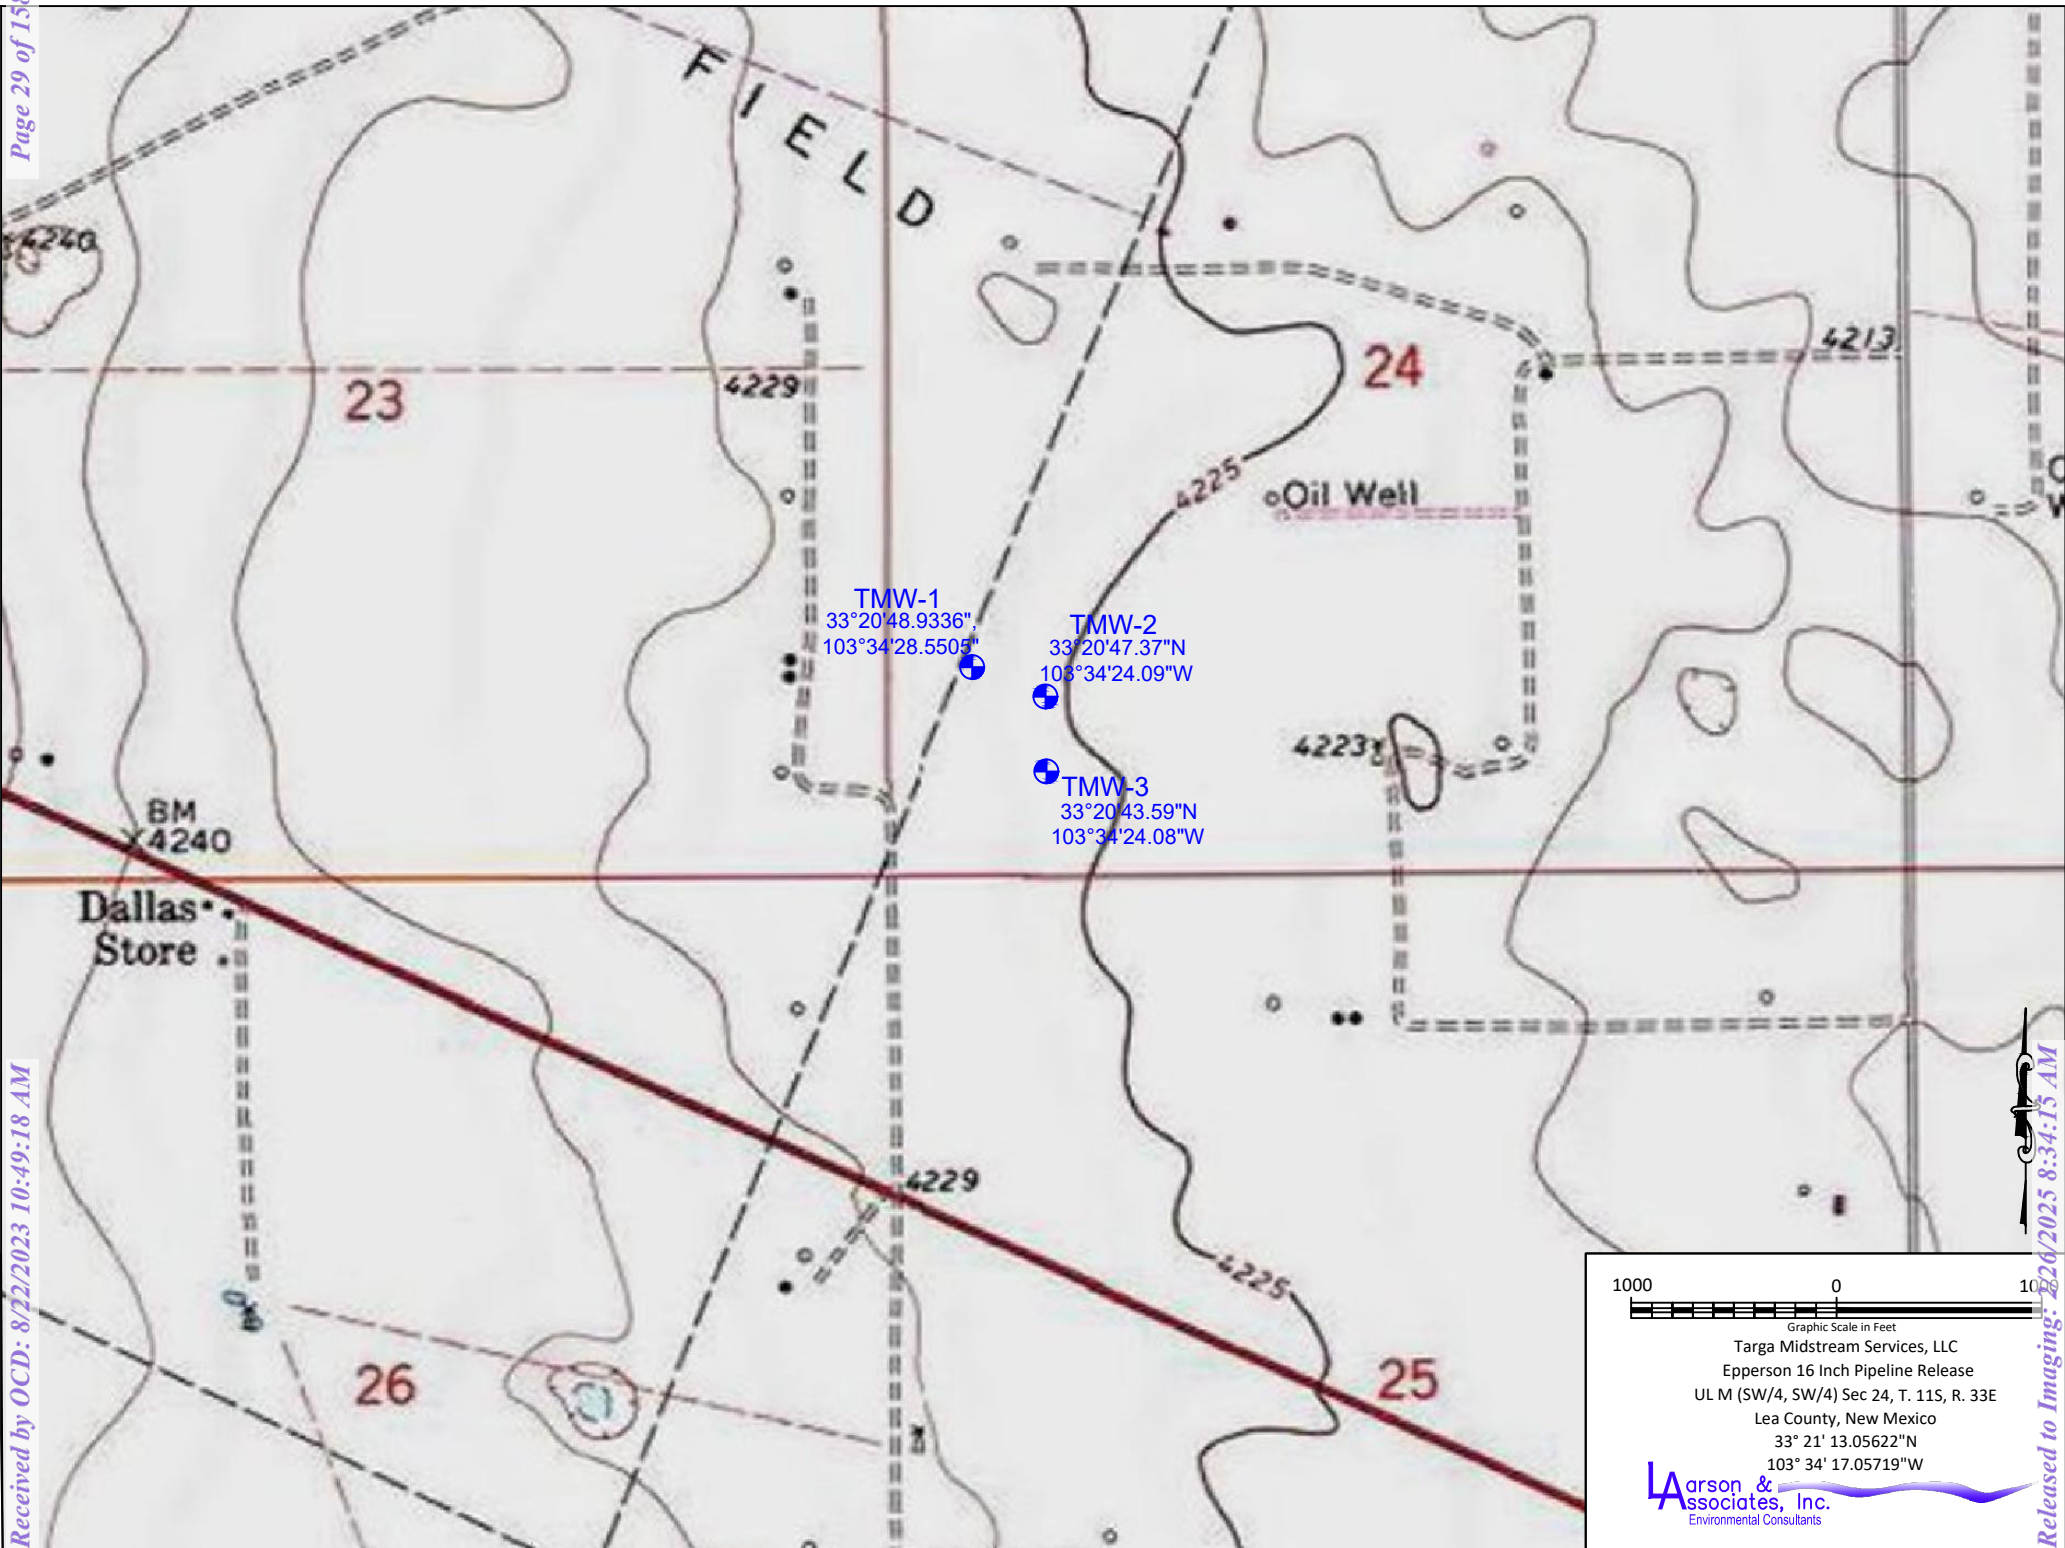 Page 29 of 158
FIELD
4240
4213
24
4229
23
4225
Oil Well
TMW-1
33°20'48.9336",
103°34'28.5505"
TMW-2
33°20'47.37"N
103°34'24.09"W
4223
TMW-3
33°20'43.59"N
103°34'24.08"W
BM
4240
Dallas
Store
4229
4225
26
25
1000 0 1000
Graphic Scale in Feet
Targa Midstream Services, LLC
Epperson 16 Inch Pipeline Release
UL M (SW/4, SW/4) Sec 24, T. 11S, R. 33E
Lea County, New Mexico
33° 21' 13.05622"N
103° 34' 17.05719"W
Larson &
Associates, Inc.
Environmental Consultants
Received by OCD: 8/22/2023 10:49:18 AM
Released to Imaging: 2/26/2025 8:34:15 AM